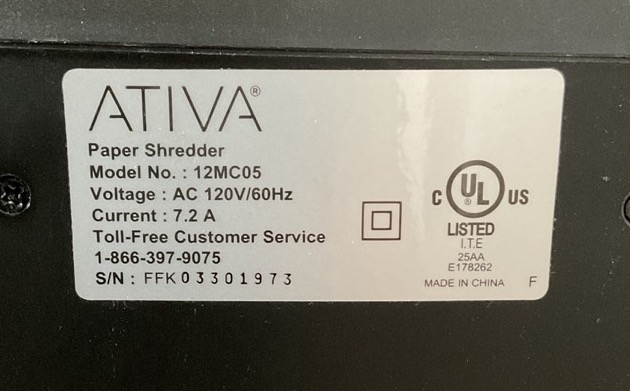 ATIVA®
Paper Shredder
Model No. : 12MC05
Voltage : AC 120V/60Hz
Current : 7.2 A
Toll-Free Customer Service
1-866-397-9075
S/N : FFK03301973
C UL® US
LISTED
I.T.E
25AA
E178262
MADE IN CHINA F